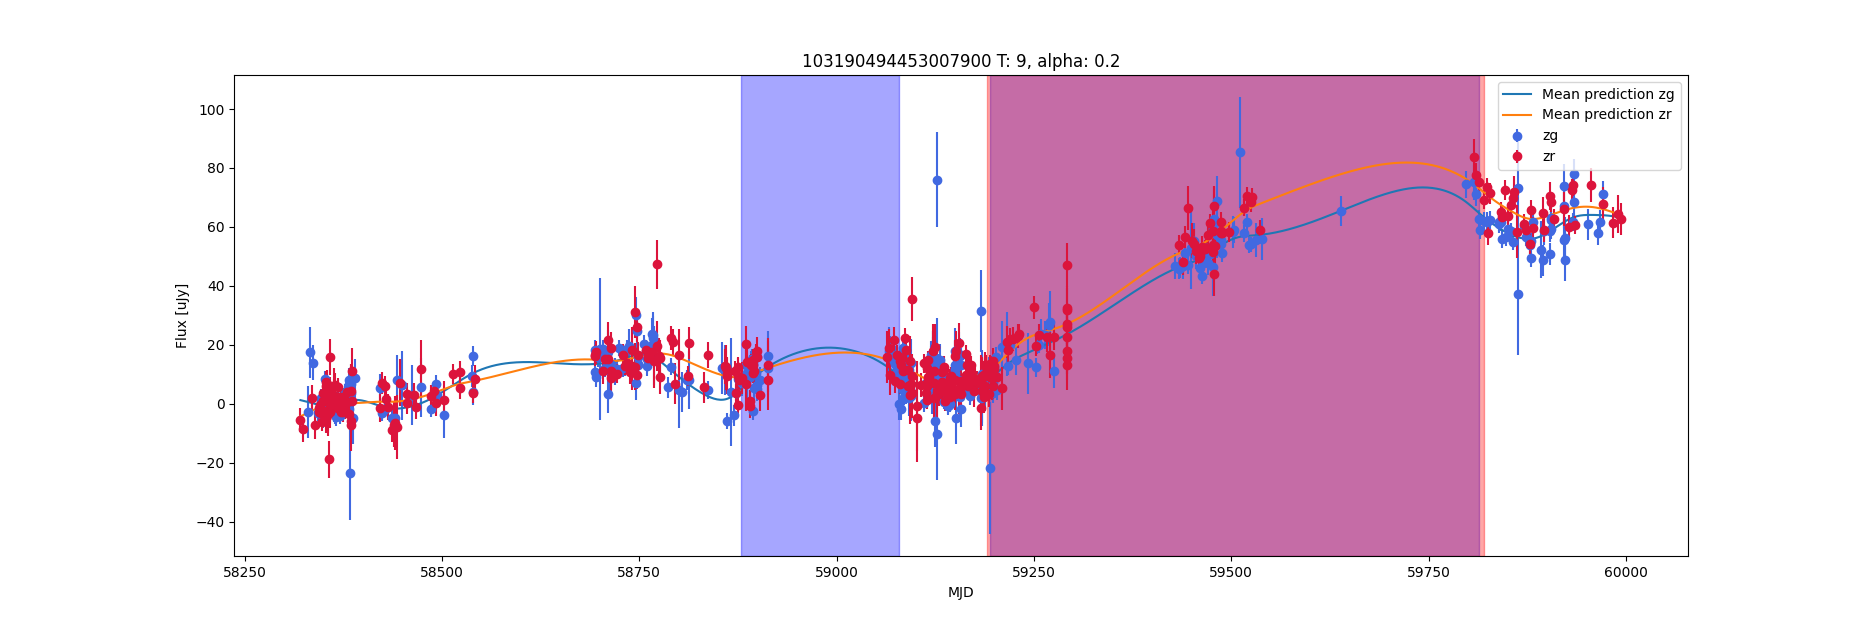 103190494453007900 T: 9, alpha: 0.2
Mean prediction zg
Mean prediction zr
zg
zr
Flux [uJy]
100
80
60
40
20
0
−20
−40
58250
58500
58750
59000
59250
59500
59750
60000
MJD